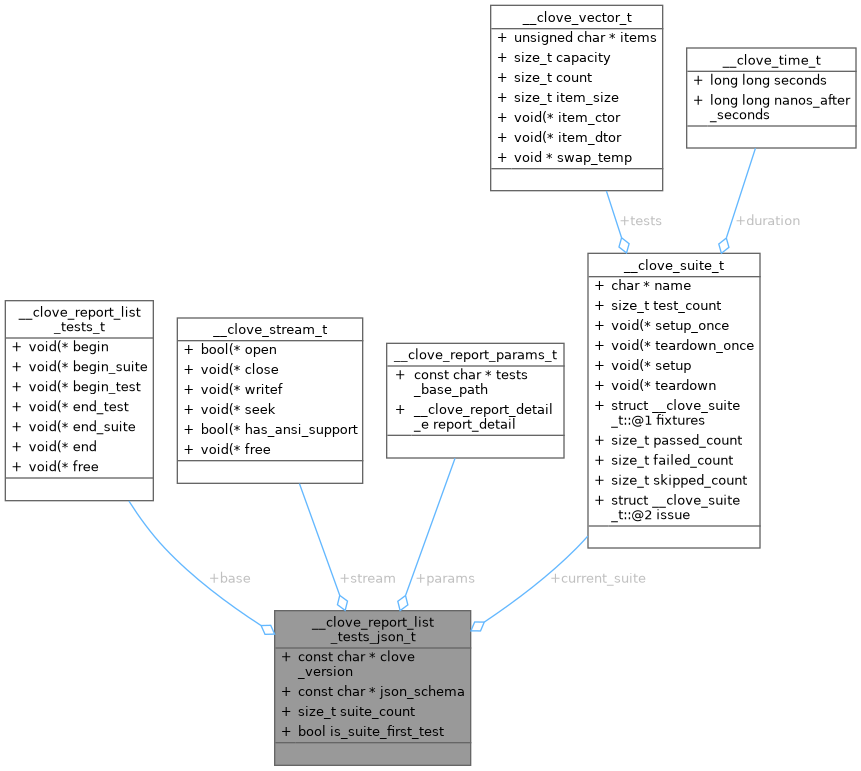 __clove_vector_t
+ unsigned char * items
+ size_t capacity
+ size_t count
+ size_t item_size
+ void(* item_ctor
+ void(* item_dtor
+ void * swap_temp
__clove_time_t
+ long long seconds
+ long long nanos_after
_seconds
+tests
+duration
__clove_suite_t
+ char * name
+ size_t test_count
+ void(* setup_once
+ void(* teardown_once
+ void(* setup
+ void(* teardown
+ struct __clove_suite
_t::@1 fixtures
+ size_t passed_count
+ size_t failed_count
+ size_t skipped_count
+ struct __clove_suite
_t::@2 issue
__clove_report_list
_tests_t
+ void(* begin
+ void(* begin_suite
+ void(* begin_test
+ void(* end_test
+ void(* end_suite
+ void(* end
+ void(* free
__clove_stream_t
+ bool(* open
+ void(* close
+ void(* writef
+ void(* seek
+ bool(* has_ansi_support
+ void(* free
__clove_report_params_t
+ const char * tests
_base_path
+ __clove_report_detail
_e report_detail
+base
+stream
+params
+current_suite
__clove_report_list
_tests_json_t
+ const char * clove
_version
+ const char * json_schema
+ size_t suite_count
+ bool is_suite_first_test